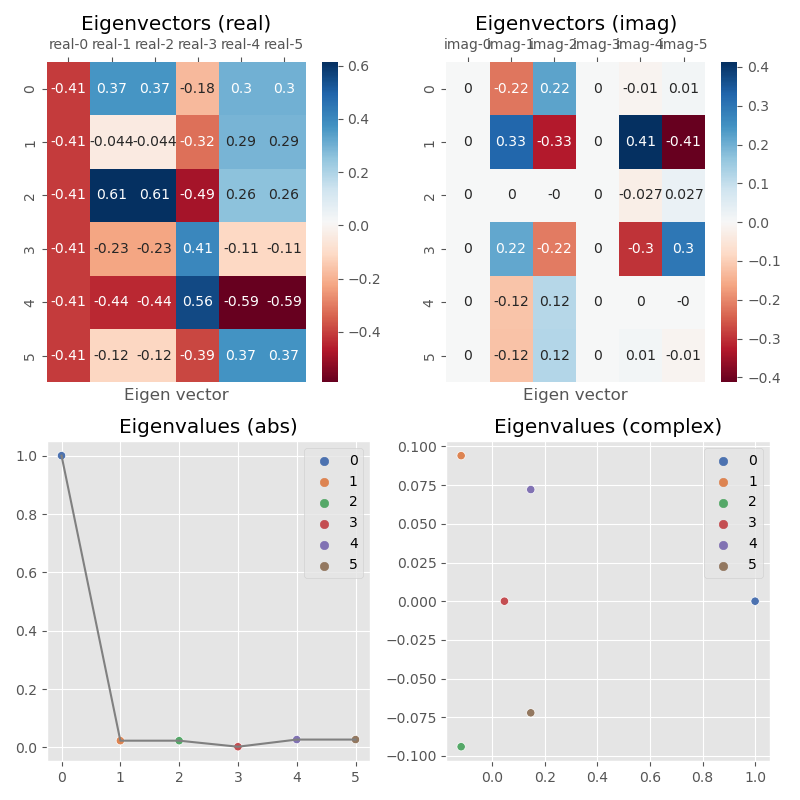 Eigenvectors (real)
real-0 real-1 real-2 real-3 real-4 real-5
0 -0.41 0.37 0.37 -0.18 0.3 0.3
1 -0.41 -0.044 -0.044 -0.32 0.29 0.29
2 -0.41 0.61 0.61 -0.49 0.26 0.26
3 -0.41 -0.23 -0.23 0.41 -0.11 -0.11
4 -0.41 -0.44 -0.44 0.56 -0.59 -0.59
5 -0.41 -0.12 -0.12 -0.39 0.37 0.37
Eigen vector
0.6
0.4
0.2
0.0
−0.2
−0.4
Eigenvectors (imag)
imag-0 imag-1 imag-2 imag-3 imag-4 imag-5
0 0 -0.22 0.22 0 -0.01 0.01
1 0 0.33 -0.33 0 0.41 -0.41
2 0 0 -0 0 -0.027 0.027
3 0 0.22 -0.22 0 -0.3 0.3
4 0 -0.12 0.12 0 0 -0
5 0 -0.12 0.12 0 0.01 -0.01
Eigen vector
0.4
0.3
0.2
0.1
0.0
−0.1
−0.2
−0.3
−0.4
Eigenvalues (abs)
1.0
0.8
0.6
0.4
0.2
0.0
0 1 2 3 4 5
0
1
2
3
4
5
Eigenvalues (complex)
0.100
0.075
0.050
0.025
0.000
−0.025
−0.050
−0.075
−0.100
0.0 0.2 0.4 0.6 0.8 1.0
0
1
2
3
4
5